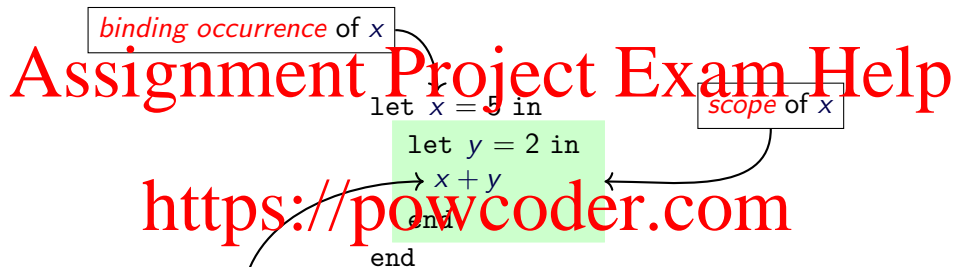 binding occurrence of x
Assignment Project Exam Help
let x = 5 in
scope of x
let y = 2 in
x + y
https://powcoder.com
end
end